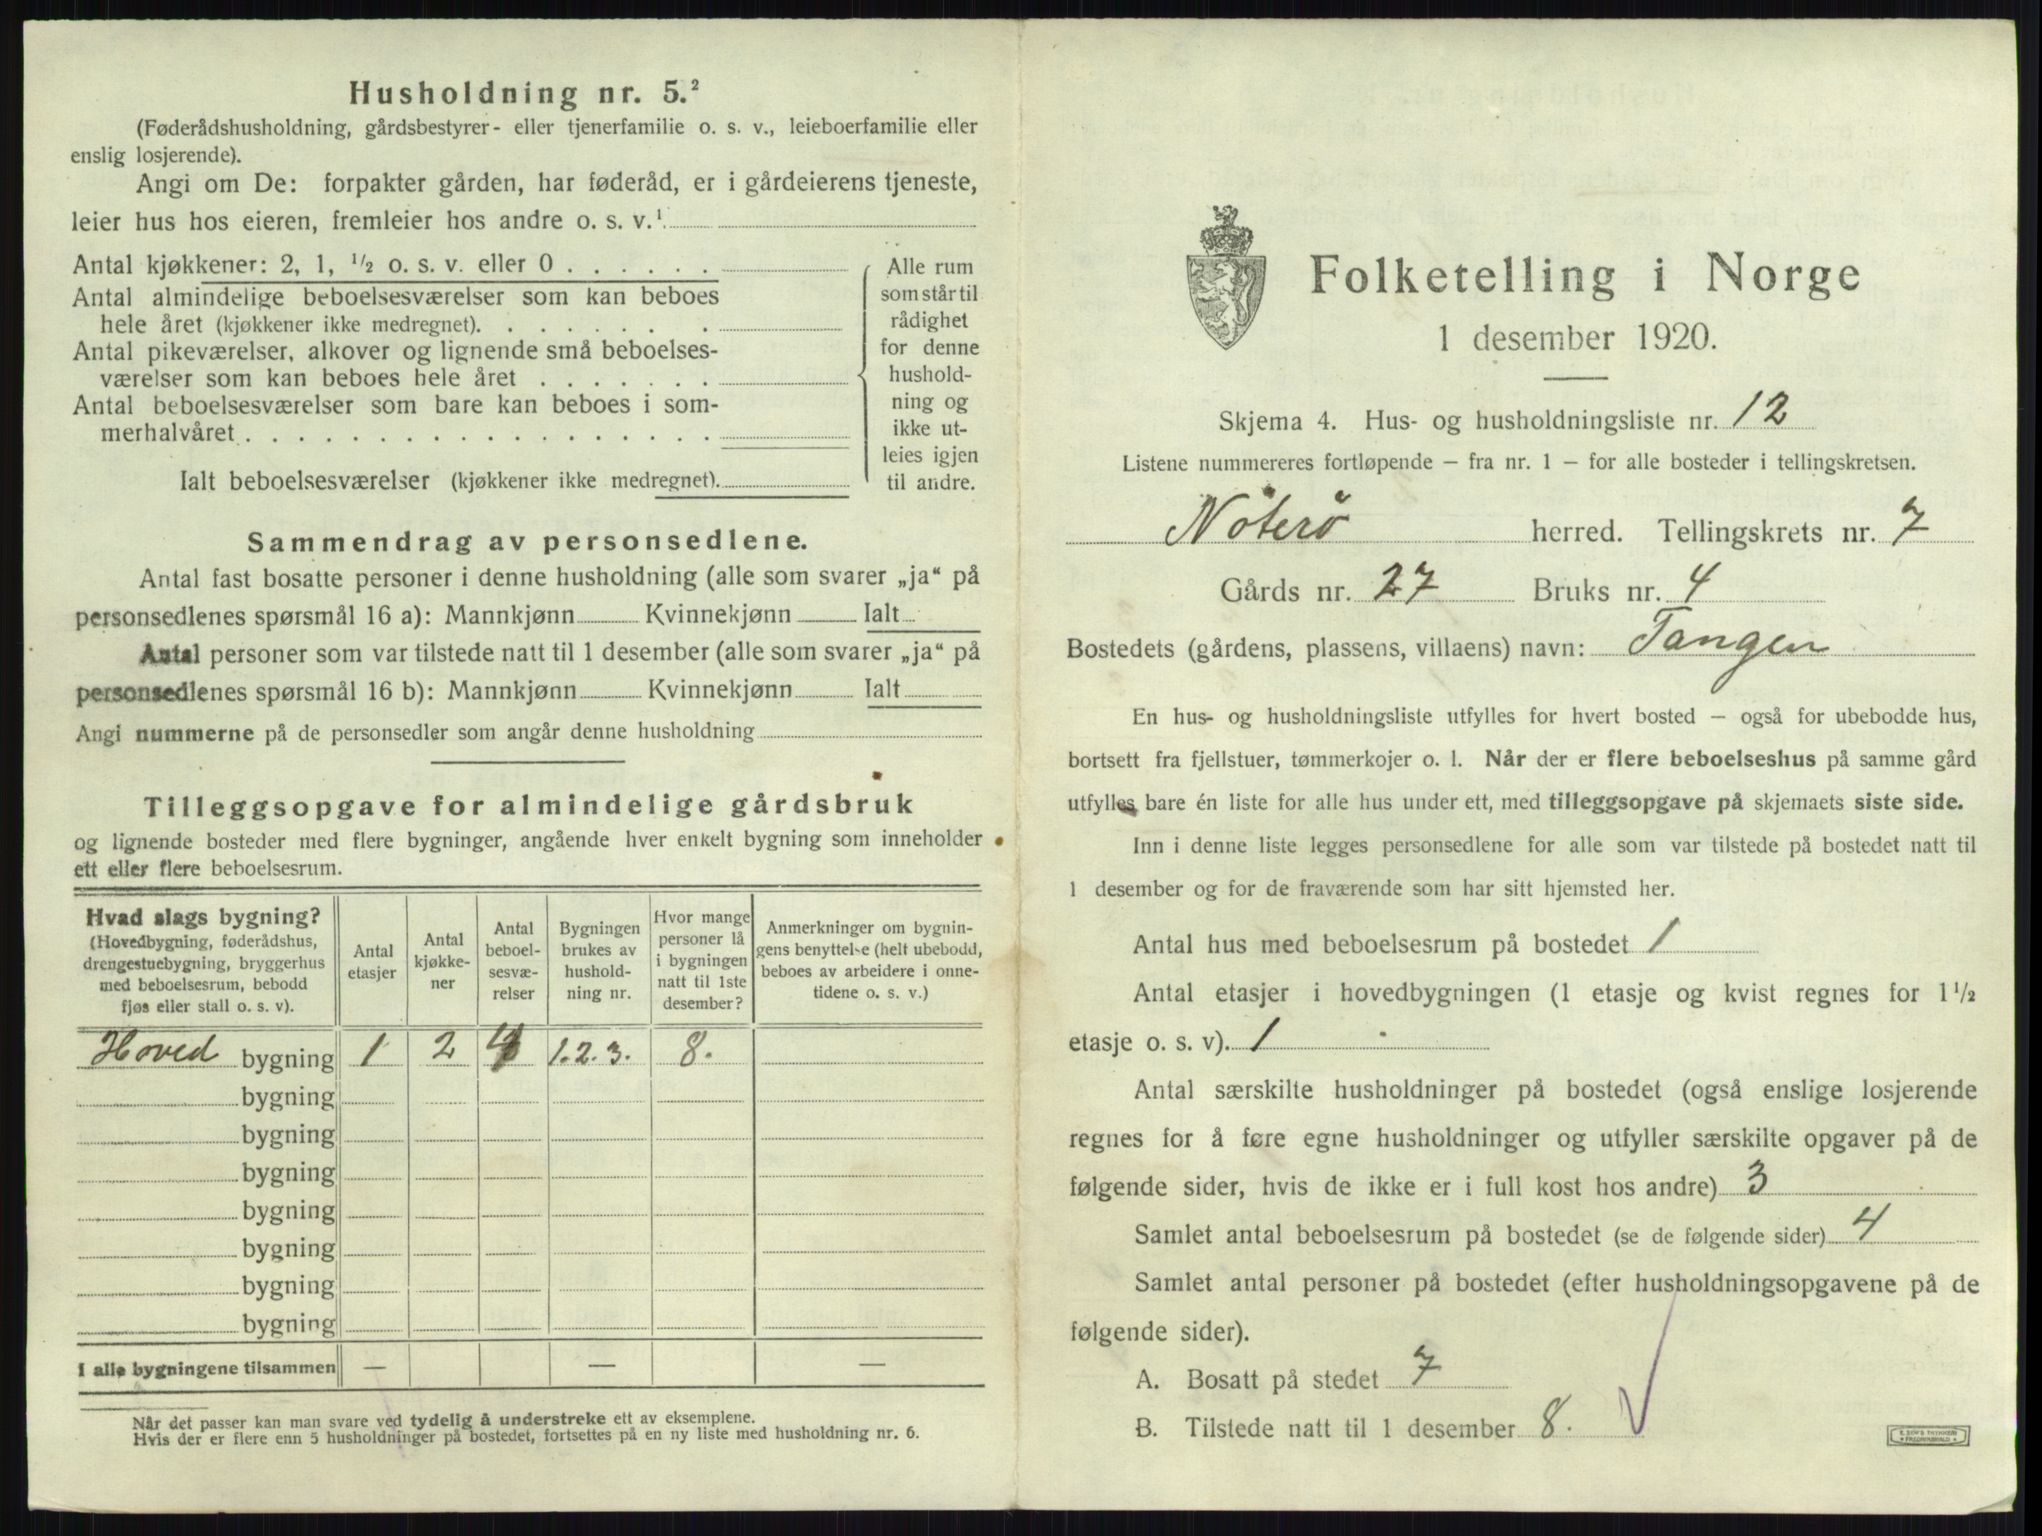 Husholdning nr. 5.²
(Føderådshusholdning, gårdsbestyrer- eller tjenerfamilie o. s. v., leieboerfamilie eller
enslig losjerende).
Angi om De: forpakter gården, har føderåd, er i gårdeierens tjeneste,
leier hus hos eieren, fremleier hos andre o. s. v.¹
Antal kjøkkener: 2, 1, ½ o. s. v. eller 0 . . . . . .
Antal almindelige beboelsesværelser som kan beboes
hele året (kjøkkener ikke medregnet). . . . . . . .
Antal pikeværelser, alkover og lignende små beboelses-
værelser som kan beboes hele året . . . . . . .
Antal beboelsesværelser som bare kan beboes i som-
merhalvåret . . . . . . . . . . . . . . . . . .
Ialt beboelsesværelser (kjøkkener ikke medregnet).
Alle rum
som står til
rådighet
for denne
hushold-
ning og
ikke ut-
leies igjen
til andre.
Sammendrag av personsedlene.
Antal fast bosatte personer i denne husholdning (alle som svarer „ja“ på
personsedlenes spørsmål 16 a): Mannkjønn Kvinnekjønn Ialt
Antal personer som var tilstede natt til 1 desember (alle som svarer „ja“ på
personsedlenes spørsmål 16 b): Mannkjønn Kvinnekjønn Ialt
Angi nummerne på de personsedler som angår denne husholdning
Tilleggsopgave for almindelige gårdsbruk
og lignende bosteder med flere bygninger, angående hver enkelt bygning som inneholder
ett eller flere beboelsesrum.
Hvad slags bygning?
(Hovedbygning, føderådshus,
drengestuebygning, bryggerhus
med beboelsesrum, bebodd
fjøs eller stall o. s. v).
Antal
etasjer
Antal
kjøkke-
ner
Antal
beboel-
sesvæ-
relser
Bygningen
brukes av
hushold-
ning nr.
Hvor mange
personer lå
i bygningen
natt til 1ste
desember?
Anmerkninger om bygnin-
gens benyttelse (helt ubebodd,
beboes av arbeidere i onne-
tidene o. s. v.)
Hoved bygning 1 2 4 1.2.3. 8.
bygning
bygning
bygning
bygning
bygning
bygning
bygning
I alle bygningene tilsammen — — —
Når det passer kan man svare ved tydelig å understreke ett av eksemplene.
Hvis der er flere enn 5 husholdninger på bostedet, fortsettes på en ny liste med husholdning nr. 6.
Folketelling i Norge
1 desember 1920.
Skjema 4. Hus- og husholdningsliste nr. 12
Listene nummereres fortløpende – fra nr. 1 – for alle bosteder i tellingskretsen.
Nöterö herred. Tellingskrets nr. 7
Gårds nr. 27 Bruks nr. 4
Bostedets (gårdens, plassens, villaens) navn: Tangen
En hus- og husholdningsliste utfylles for hvert bosted – også for ubebodde hus,
bortsett fra fjellstuer, tømmerkojer o. l. Når der er flere beboelseshus på samme gård
utfylles bare én liste for alle hus under ett, med tilleggsopgave på skjemaets siste side.
Inn i denne liste legges personsedlene for alle som var tilstede på bostedet natt til
1 desember og for de fraværende som har sitt hjemsted her.
Antal hus med beboelsesrum på bostedet 1
Antal etasjer i hovedbygningen (1 etasje og kvist regnes for 1½
etasje o. s. v). 1
Antal særskilte husholdninger på bostedet (også enslige losjerende
regnes for å føre egne husholdninger og utfyller særskilte opgaver på de
følgende sider, hvis de ikke er i full kost hos andre) 3
Samlet antal beboelsesrum på bostedet (se de følgende sider) 4
Samlet antal personer på bostedet (efter husholdningsopgavene på de
følgende sider).
A. Bosatt på stedet 7
B. Tilstede natt til 1 desember 8.